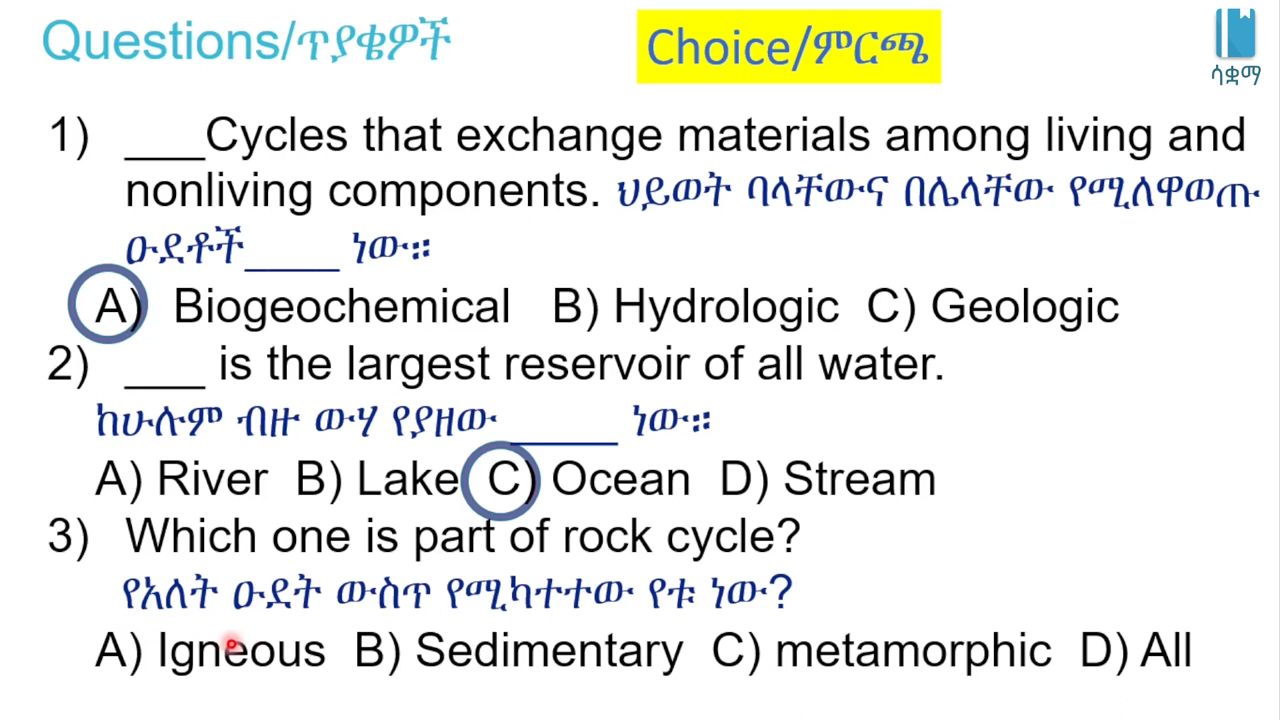 Questions/ጥያቄዎች
Choice/ምርጫ
ሳቋማ
1) ___Cycles that exchange materials among living and
nonliving components. ህይወት ባላቸውና በሌላቸው የሚለዋወጡ
ዑደቶች____ ነው።
A) Biogeochemical B) Hydrologic C) Geologic
2) ___ is the largest reservoir of all water.
ከሁሉም ብዙ ውሃ የያዘው _____ ነው።
A) River B) Lake C) Ocean D) Stream
3) Which one is part of rock cycle?
የአለት ዑደት ውስጥ የሚካተተው የቱ ነው?
A) Igneous B) Sedimentary C) metamorphic D) All